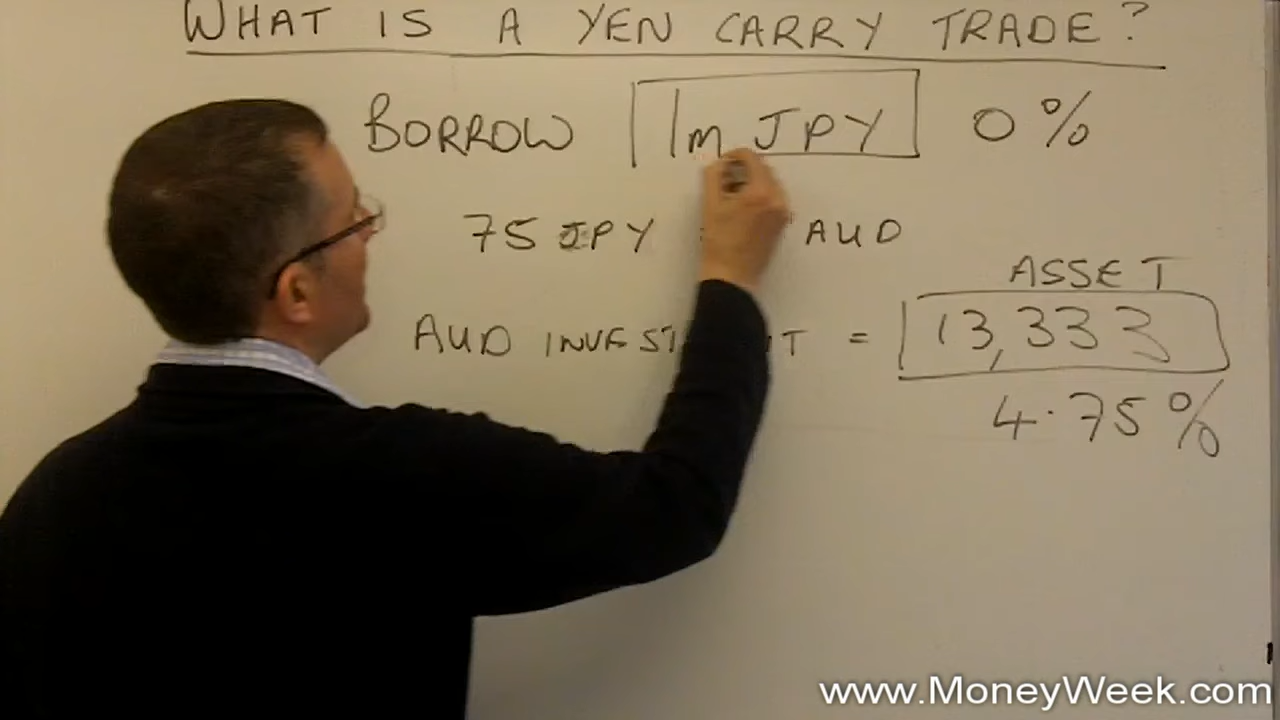 WHAT IS A YEN CARRY TRADE?
BORROW 1m JPY 0%
75 JPY AUD
ASSET
AUD = 13,333
4.75%
www.MoneyWeek.com